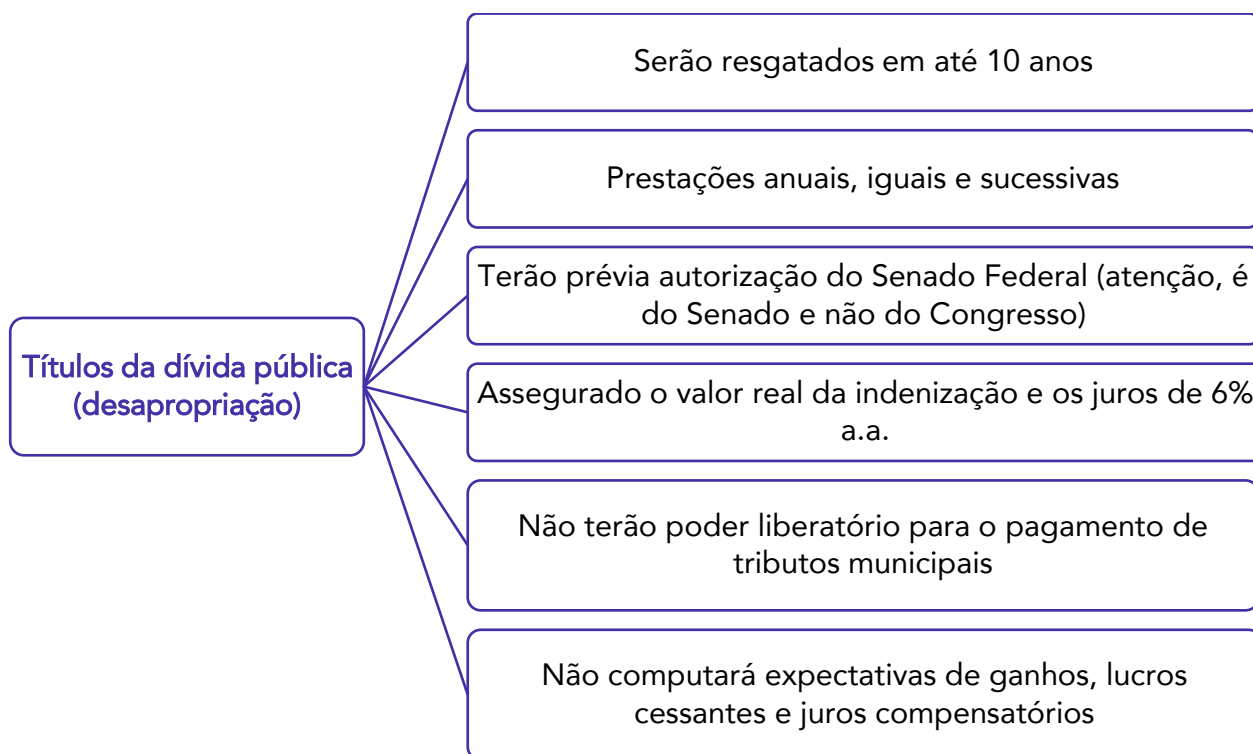 Serão resgatados em até 10 anos
Prestações anuais, iguais e sucessivas
Terão prévia autorização do Senado Federal (atenção, é
do Senado e não do Congresso)
Títulos da dívida pública
(desapropriação)
Assegurado o valor real da indenização e os juros de 6%
a.a.
Não terão poder liberatório para o pagamento de
tributos municipais
Não computará expectativas de ganhos, lucros
cessantes e juros compensatórios